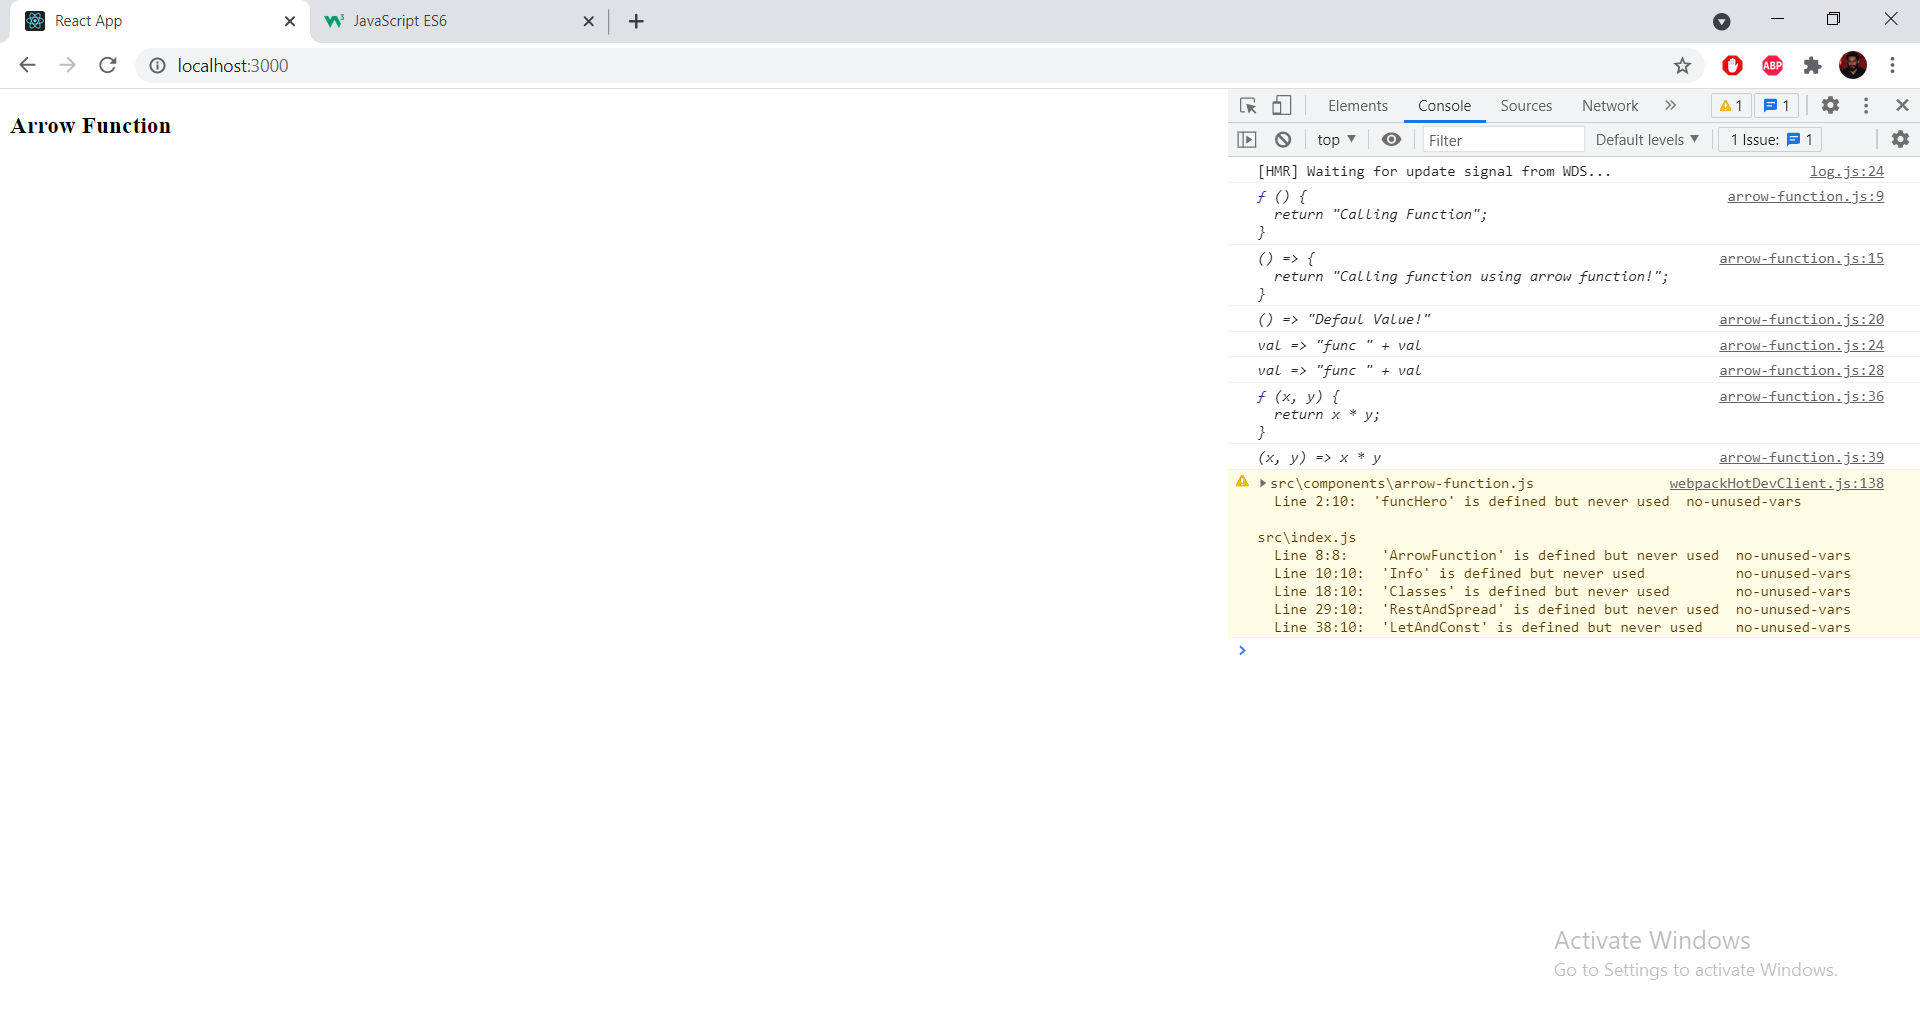 React App
JavaScript ES6
localhost:3000
ABP
Arrow Function
Elements Console Sources Network » 1 1
top Filter Default levels 1 Issue: 1
[HMR] Waiting for update signal from WDS... log.js:24
ƒ () { arrow-function.js:9
return "Calling Function";
}
() => { arrow-function.js:15
return "Calling function using arrow function!";
}
() => "Defaul Value!" arrow-function.js:20
val => "func " + val arrow-function.js:24
val => "func " + val arrow-function.js:28
ƒ (x, y) { arrow-function.js:36
return x * y;
}
(x, y) => x * y arrow-function.js:39
src\components\arrow-function.js webpackHotDevClient.js:138
Line 2:10: 'funcHero' is defined but never used no-unused-vars
src\index.js
Line 8:8: 'ArrowFunction' is defined but never used no-unused-vars
Line 10:10: 'Info' is defined but never used no-unused-vars
Line 18:10: 'Classes' is defined but never used no-unused-vars
Line 29:10: 'RestAndSpread' is defined but never used no-unused-vars
Line 38:10: 'LetAndConst' is defined but never used no-unused-vars
>
Activate Windows
Go to Settings to activate Windows.